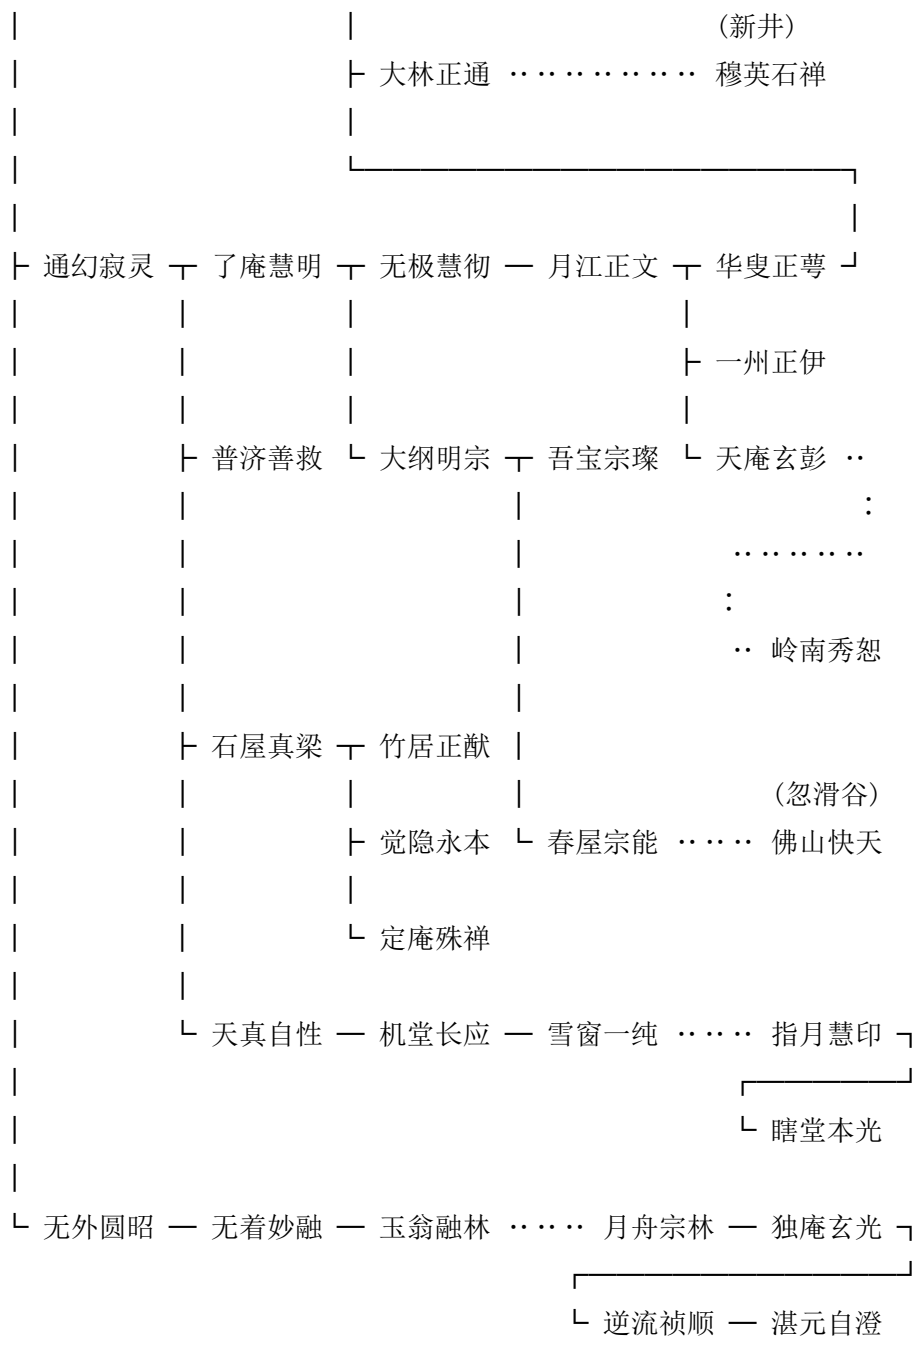 (新井)
大林正通 ‥‥‥‥‥‥‥ 穆英石禅
通幻寂灵 了庵慧明 无极慧彻 月江正文 华叟正萼
一州正伊
普济善救 大纲明宗 吾宝宗璨 天庵玄彭 ‥
:
‥‥‥‥‥
:
‥ 岭南秀恕
石屋真梁 竹居正猷
(忽滑谷)
觉隐永本 春屋宗能 ‥‥‥ 佛山快天
定庵殊禅
天真自性 机堂长应 雪窗一纯 ‥‥‥ 指月慧印
瞎堂本光
无外圆昭 无着妙融 玉翁融林 ‥‥‥ 月舟宗林 独庵玄光
逆流祯顺 湛元自澄